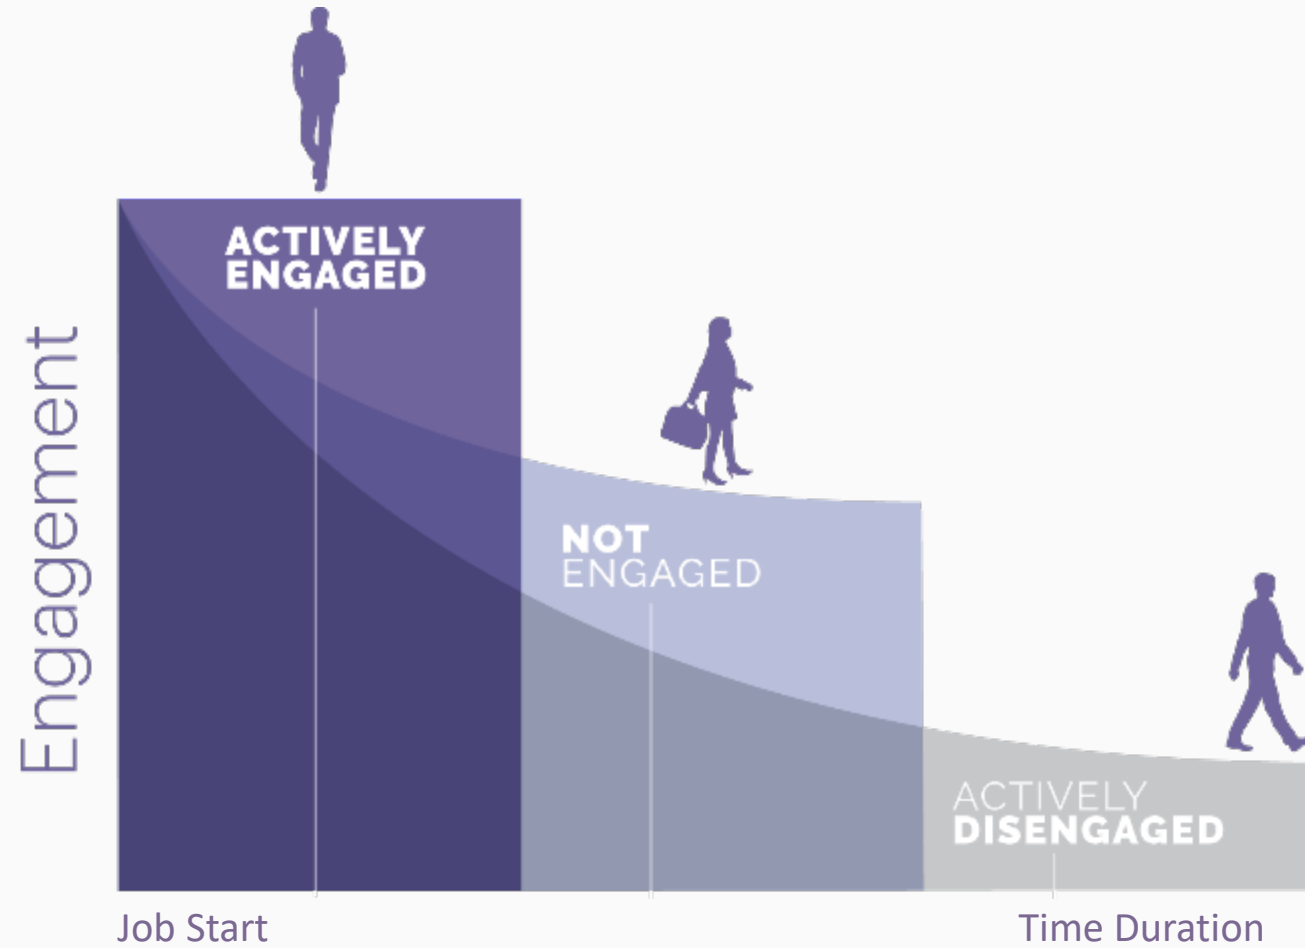 Engagement
ACTIVELY
ENGAGED
NOT
ENGAGED
ACTIVELY
DISENGAGED
Job Start
Time Duration